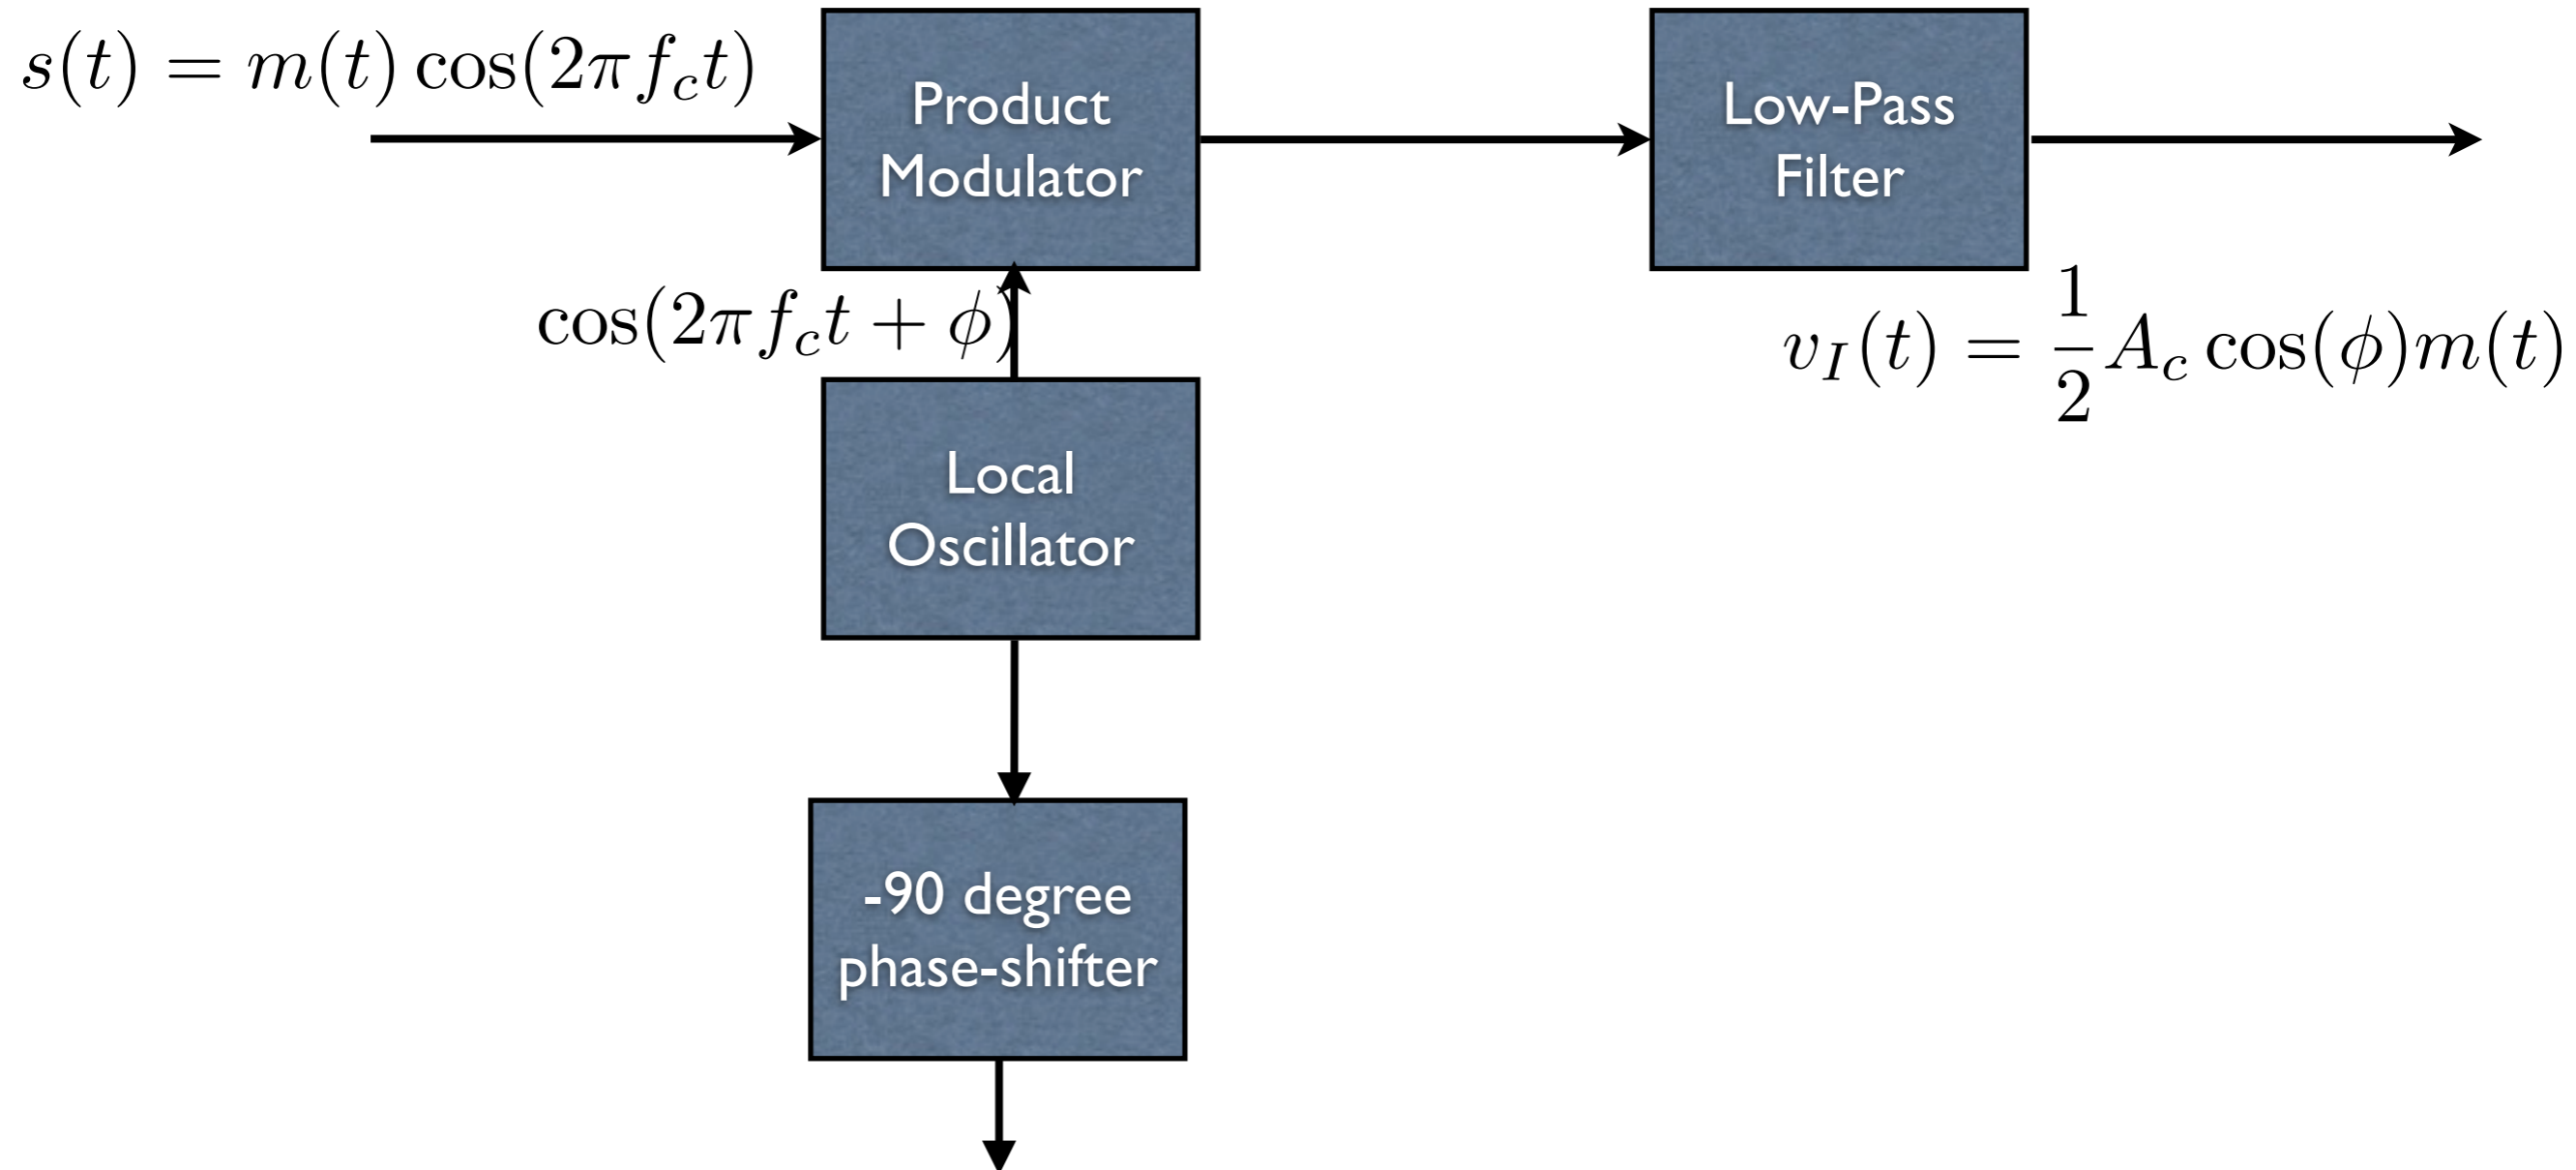 s(t) = m(t) cos(2πf_c t)
Product
Modulator
Low-Pass
Filter
cos(2πf_c t + ϕ)
v_I(t) = \frac{1}{2} A_c cos(ϕ)m(t)
Local
Oscillator
-90 degree
phase-shifter